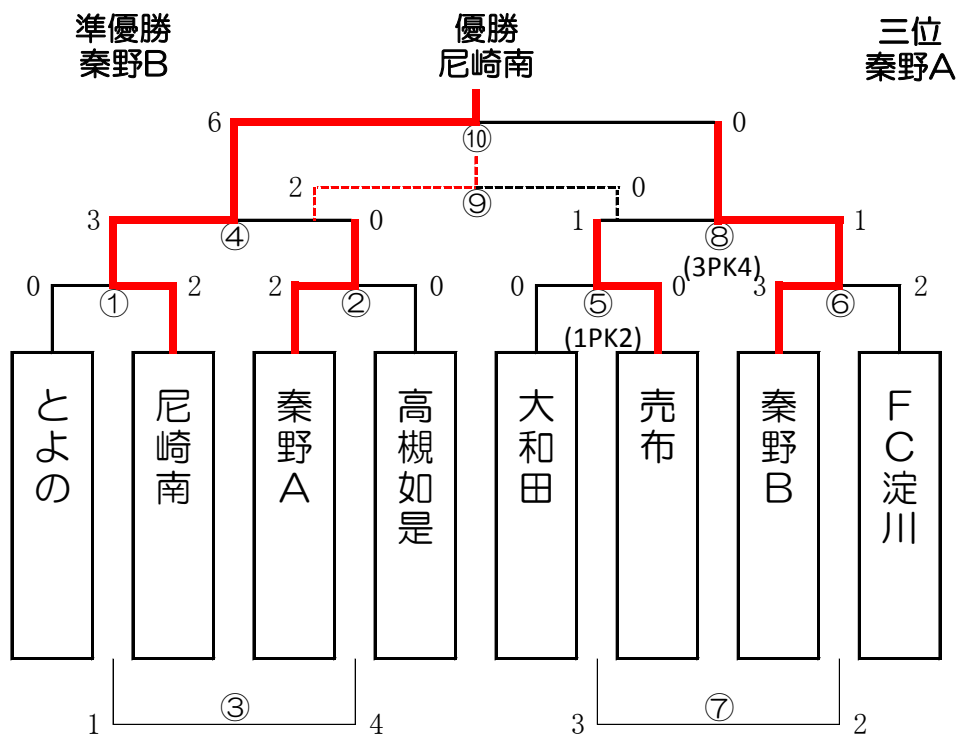 準優勝
秦野B
優勝
尼崎南
三位
秦野A
6
0
⑩
2
0
⑨
3
0
④
1
1
⑧
(3PK4)
0
2
①
2
0
②
0
0
⑤
(1PK2)
3
2
⑥
とよの
尼崎南
秦野A
高槻如是
大和田
売布
秦野B
FC淀川
1
③
4
3
⑦
2